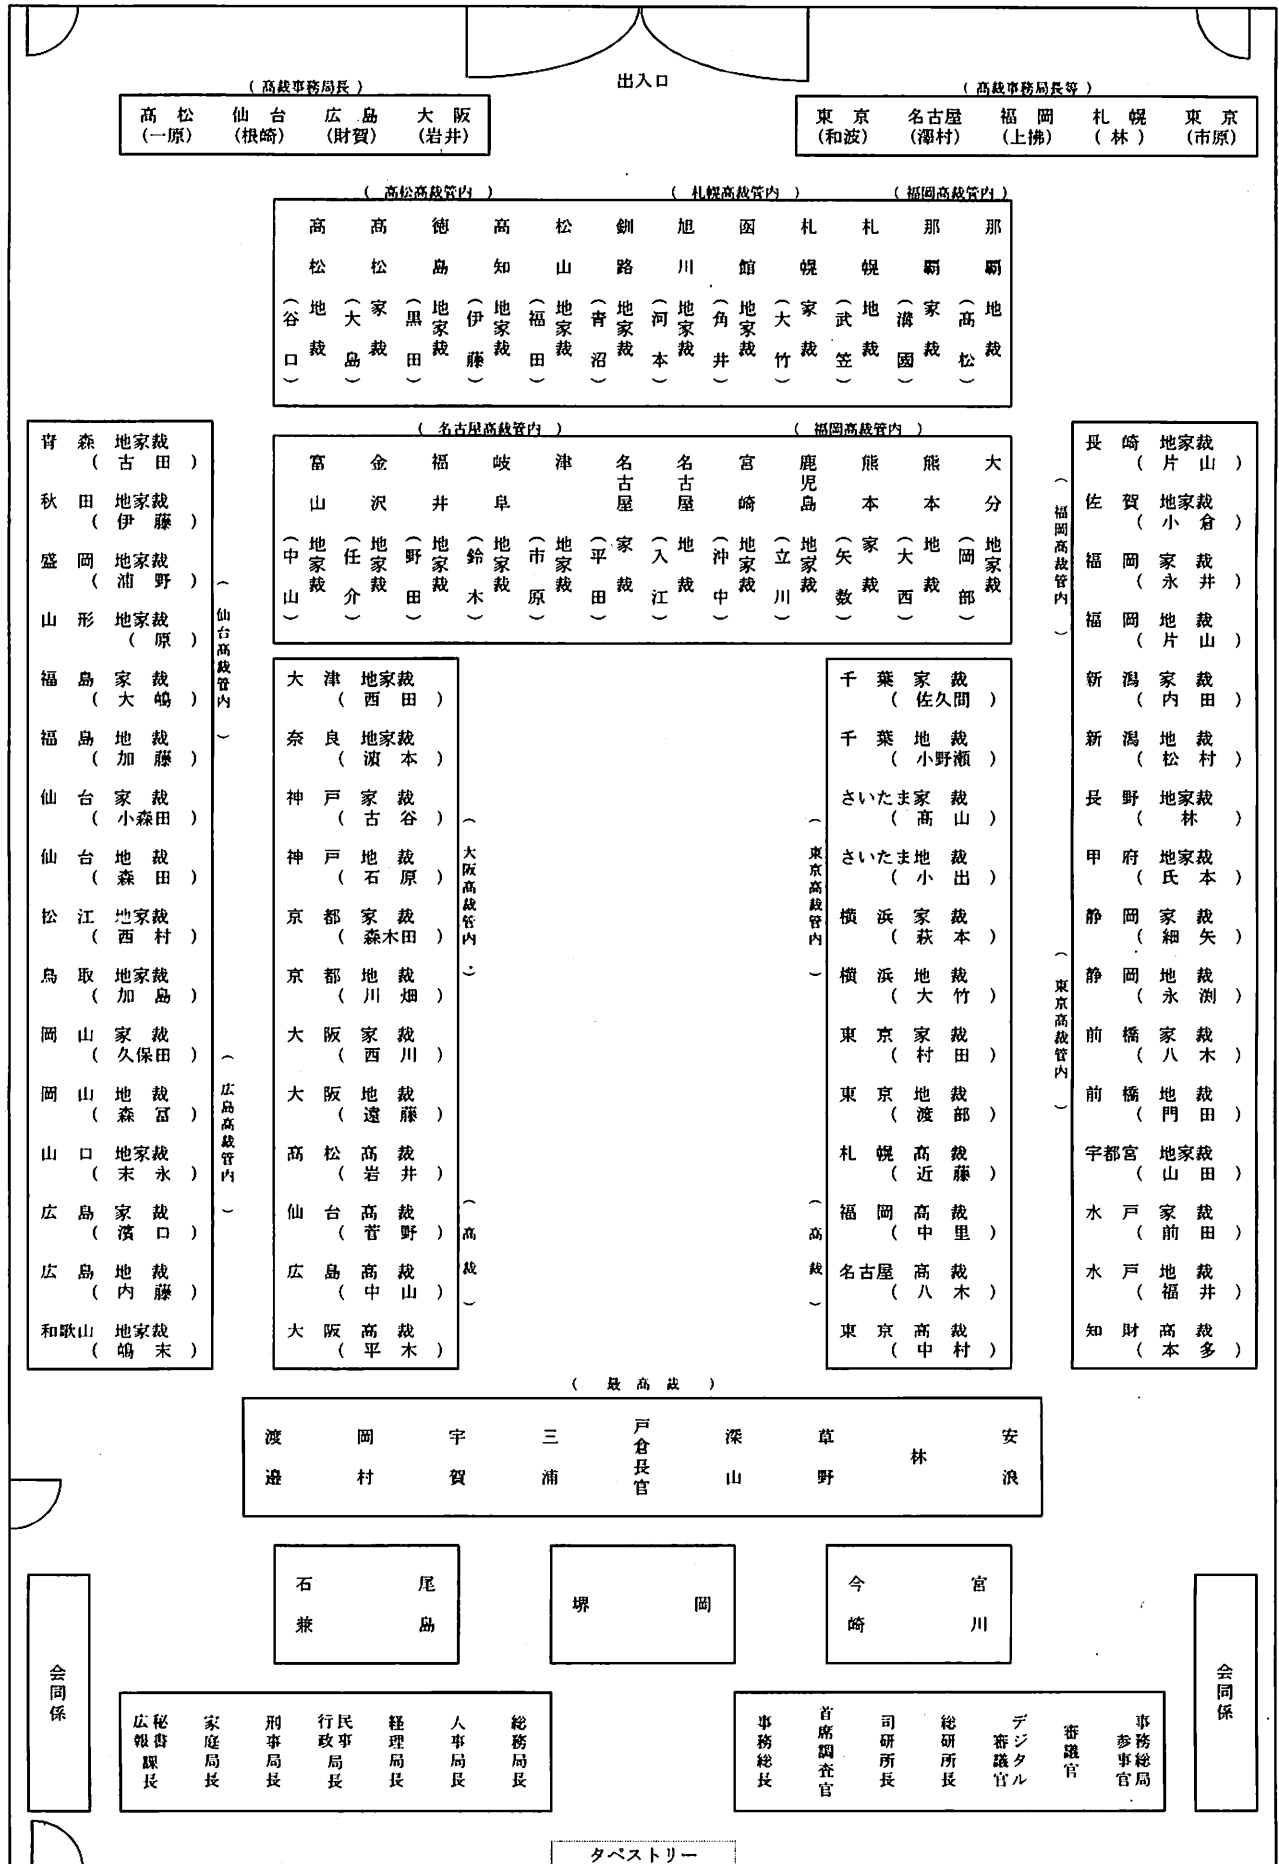 出入口
(高裁事務局長)
高松 仙台 広島 大阪
(一原) (根崎) (財賀) (岩井)
(高裁事務局長等)
東京 名古屋 福岡 札幌 東京
(和波) (澤村) (上拂) (林) (市原)
(高松高裁管内) (札幌高裁管内) (福岡高裁管内)
高松地裁(谷口)
高松家裁(大島)
徳島地家裁(黒田)
高知地家裁(伊藤)
松山地家裁(福田)
釧路地家裁(青沼)
旭川地家裁(河本)
函館地家裁(角井)
札幌家裁(大竹)
札幌地裁(武笠)
那覇家裁(溝國)
那覇地裁(髙松)
(名古屋高裁管内) (福岡高裁管内)
富山地家裁(中山)
金沢地家裁(任介)
福井地家裁(野田)
岐阜地家裁(鈴木)
津地家裁(市原)
名古屋家裁(平田)
名古屋地裁(入江)
宮崎地家裁(沖中)
鹿児島地家裁(立川)
熊本家裁(矢数)
熊本地裁(大西)
大分地家裁(岡部)
青森地家裁
(古田)
秋田地家裁
(伊藤)
盛岡地家裁
(浦野)
山形地家裁
(原)
福島家裁
(大嶋)
福島地裁
(加藤)
仙台家裁
(小森田)
仙台地裁
(森田)
松江地家裁
(西村)
鳥取地家裁
(加島)
岡山家裁
(久保田)
岡山地裁
(森冨)
山口地家裁
(末永)
広島家裁
(濱口)
広島地裁
(内藤)
和歌山地家裁
(嶋末)
(仙台高裁管内)
(広島高裁管内)
大津地家裁
(西田)
奈良地家裁
(濵本)
神戸家裁
(古谷)
神戸地裁
(石原)
京都家裁
(森木田)
京都地裁
(川畑)
大阪家裁
(西川)
大阪地裁
(遠藤)
高松高裁
(岩井)
仙台高裁
(菅野)
広島高裁
(中山)
大阪高裁
(平木)
(大阪高裁管内)
(高裁)
(東京高裁管内)
(高裁)
千葉家裁
(佐久間)
千葉地裁
(小野瀬)
さいたま家裁
(髙山)
さいたま地裁
(小出)
横浜家裁
(萩本)
横浜地裁
(大竹)
東京家裁
(村田)
東京地裁
(渡部)
札幌高裁
(近藤)
福岡高裁
(中里)
名古屋高裁
(八木)
東京高裁
(中村)
(福岡高裁管内)
(東京高裁管内)
長崎地家裁
(片山)
佐賀地家裁
(小倉)
福岡家裁
(永井)
福岡地裁
(片山)
新潟家裁
(内田)
新潟地裁
(松村)
長野地家裁
(林)
甲府地家裁
(氏本)
静岡家裁
(細矢)
静岡地裁
(永渕)
前橋家裁
(八木)
前橋地裁
(門田)
宇都宮地家裁
(山田)
水戸家裁
(前田)
水戸地裁
(福井)
知財高裁
(本多)
(最高裁)
渡邉 岡村 宇賀 三浦 戸倉長官 深山 草野 林 安浪
石兼 尾島
堺 岡
今崎 宮川
会同係
秘書広報課長
家庭局長
刑事局長
民事行政局長
経理局長
人事局長
総務局長
事務総長
首席調査官
司研所長
総研所長
デジタル審議官
審議官
事務総局参事官
会同係
タペストリー